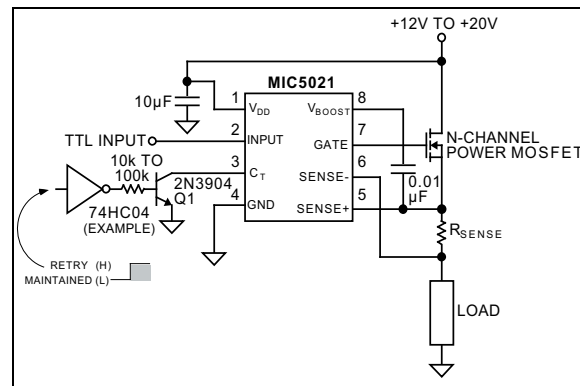 +12V TO +20V
MIC5021
10µF
1
VDD
VBOOST
8
TTL INPUT
2
INPUT
GATE
7
N-CHANNEL
POWER MOSFET
10k TO
100k
3
CT
SENSE-
6
2N3904
Q1
4
GND
SENSE+
5
0.01
µF
74HC04
(EXAMPLE)
RSENSE
RETRY (H)
MAINTAINED (L)
LOAD